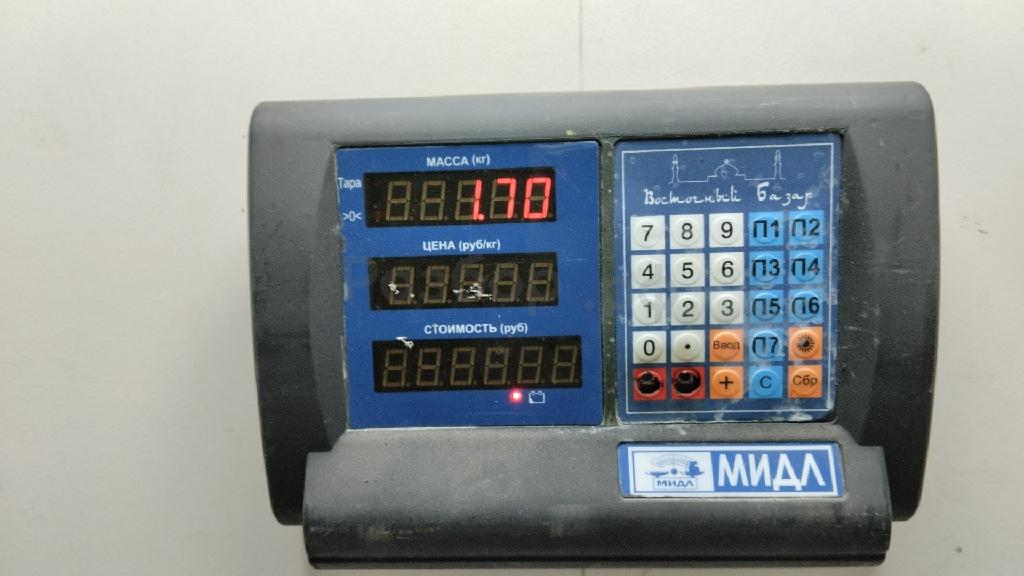 МАССА (кг)
Тара
1.70
>0<
ЦЕНА (руб/кг)
СТОИМОСТЬ (руб)
Восточный Базар
7 8 9 П1 П2
4 5 6 П3 П4
1 2 3 П5 П6
0 . Ввод П7
+ С Сбр
МИДЛ
МИДЛ